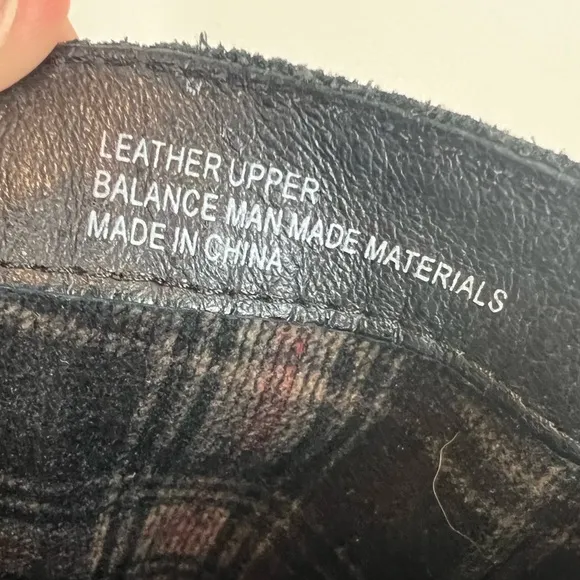 LEATHER UPPER
BALANCE MAN MADE MATERIALS
MADE IN CHINA